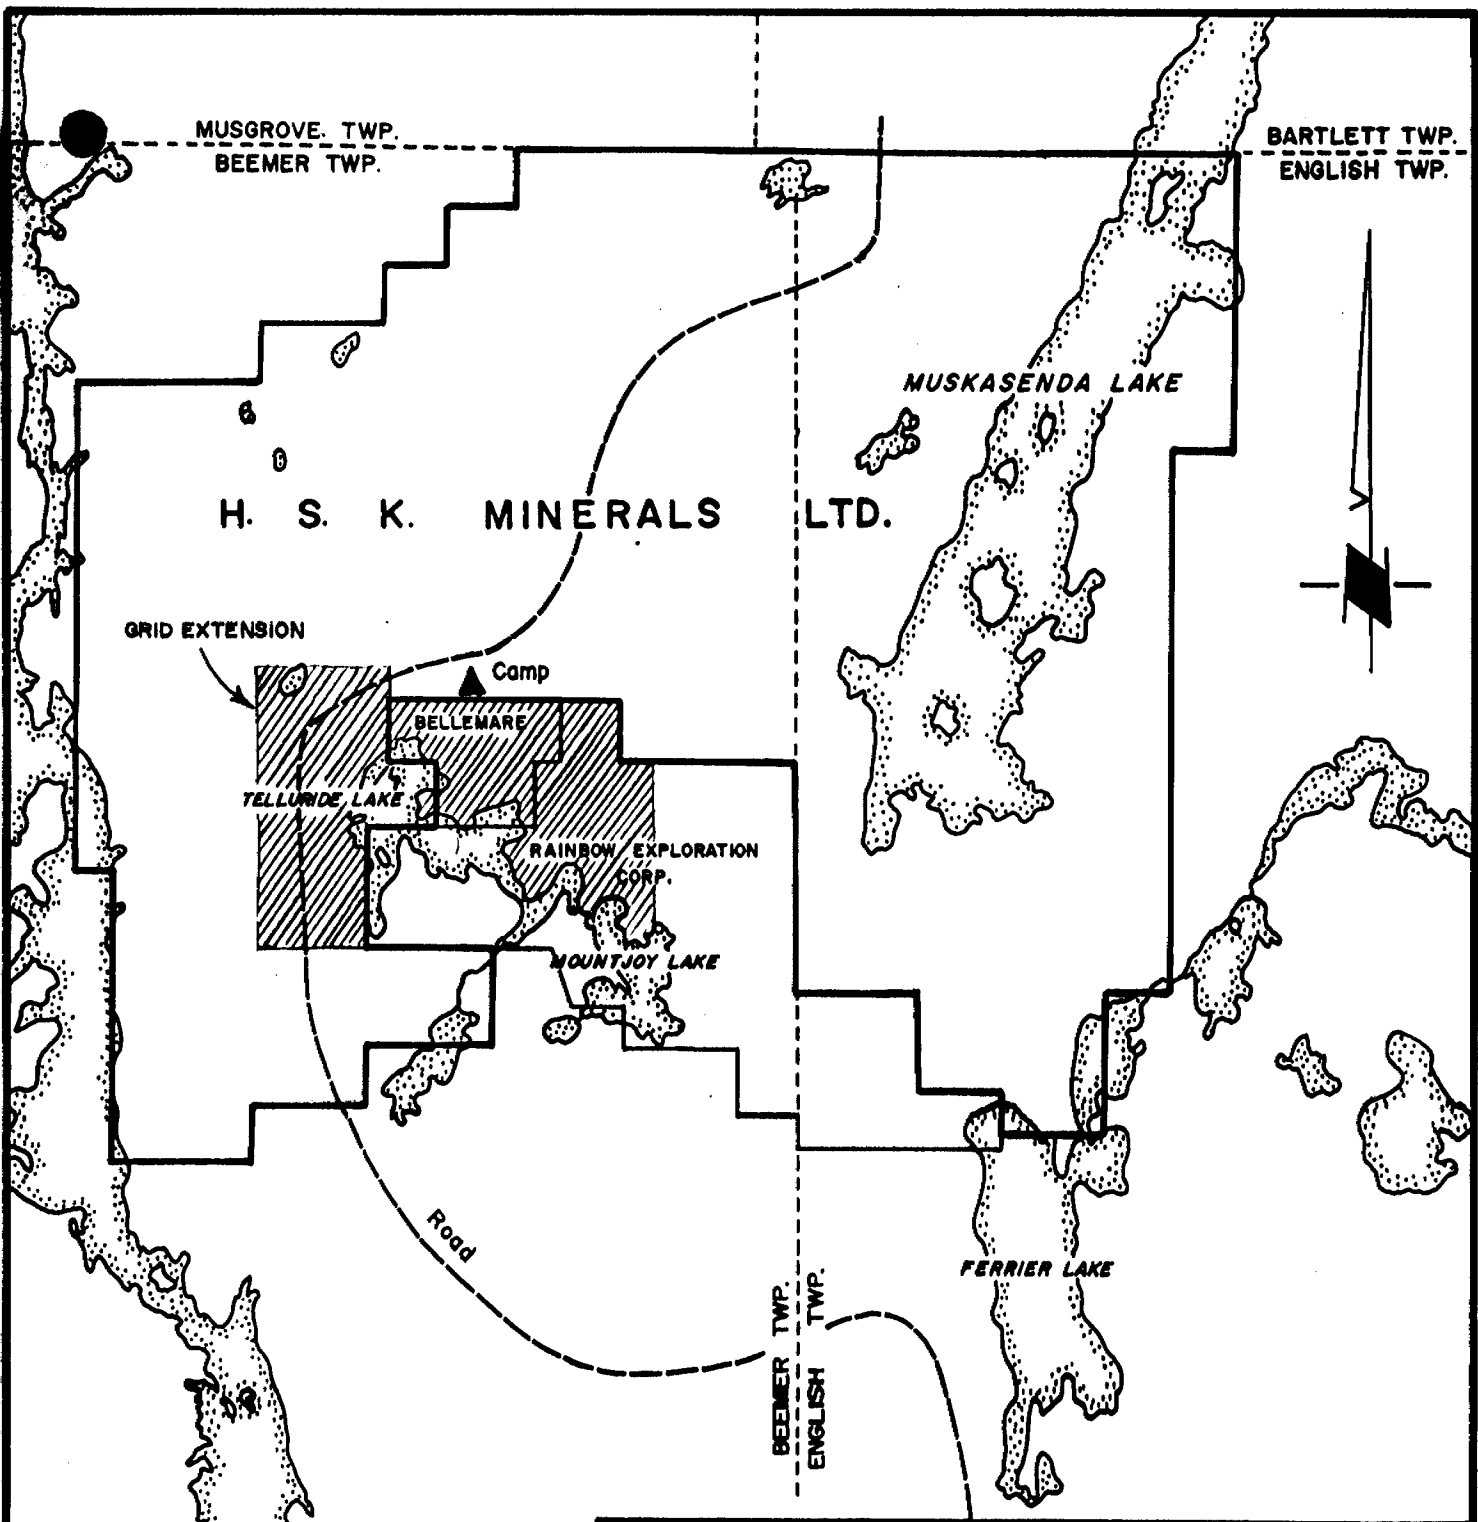 MUSGROVE. TWP.
BEEMER TWP.
BARTLETT TWP.
ENGLISH TWP.
MUSKASENDA LAKE
H. S. K. MINERALS LTD.
GRID EXTENSION
Camp
BELLEMARE
TELLURIDE LAKE
RAINBOW EXPLORATION
CORP.
MOUNTJOY LAKE
Road
FERRIER LAKE
BEEMER TWP.
ENGLISH TWP.